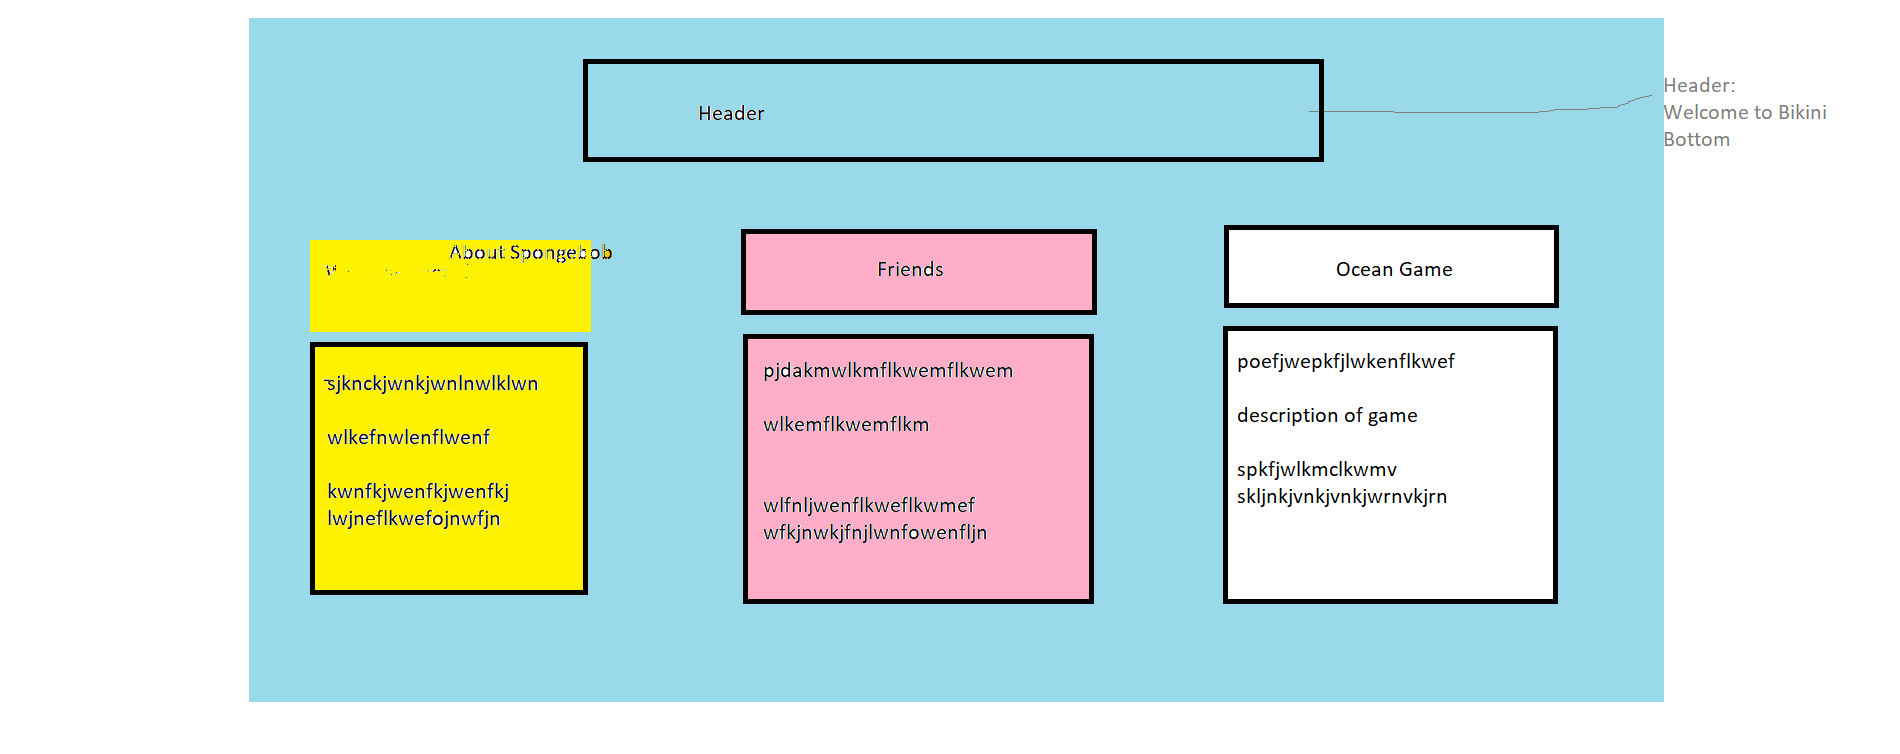 Header
Header:
Welcome to Bikini
Bottom
About Spongebob
sjknckjwnkjwnlnwlklwn
wlkefnwlenflwenf
kwnfkjwenfkjwenfkj
lwjneflkwefojnwfjn
Friends
pjdakmwlkmflkwemflkwem
wlkemflkwemflkm
wlfnljwenflkweflkwmef
wfkjnwkjfnjlwnfowenfljn
Ocean Game
poefjwepkfjlwkenflkwef
description of game
spkfjwlkmclkwmv
skljnkjvnkjvnkjwrnvkjrn